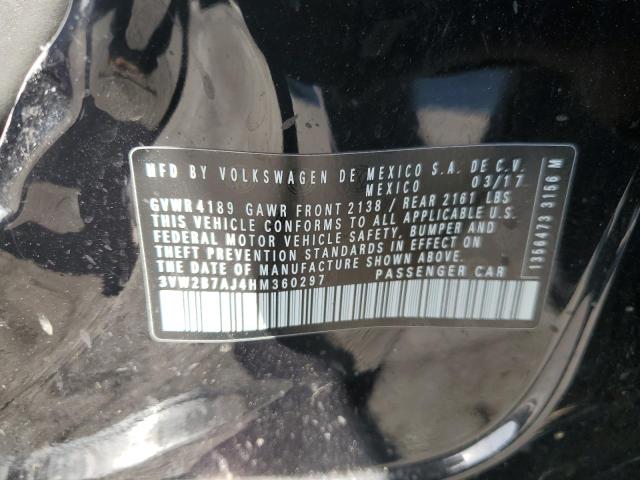 MFD BY VOLKSWAGEN DE MEXICO S.A. DE C.V.
MEXICO 03/17
GVWR 4189 GAWR FRONT 2138 / REAR 2161 LBS
THIS VEHICLE CONFORMS TO ALL APPLICABLE U.S.
FEDERAL MOTOR VEHICLE SAFETY, BUMPER AND
THEFT PREVENTION STANDARDS IN EFFECT ON
THE DATE OF MANUFACTURE SHOWN ABOVE
3VW2B7AJ4HM360297 PASSENGER CAR
1356473 3156 M